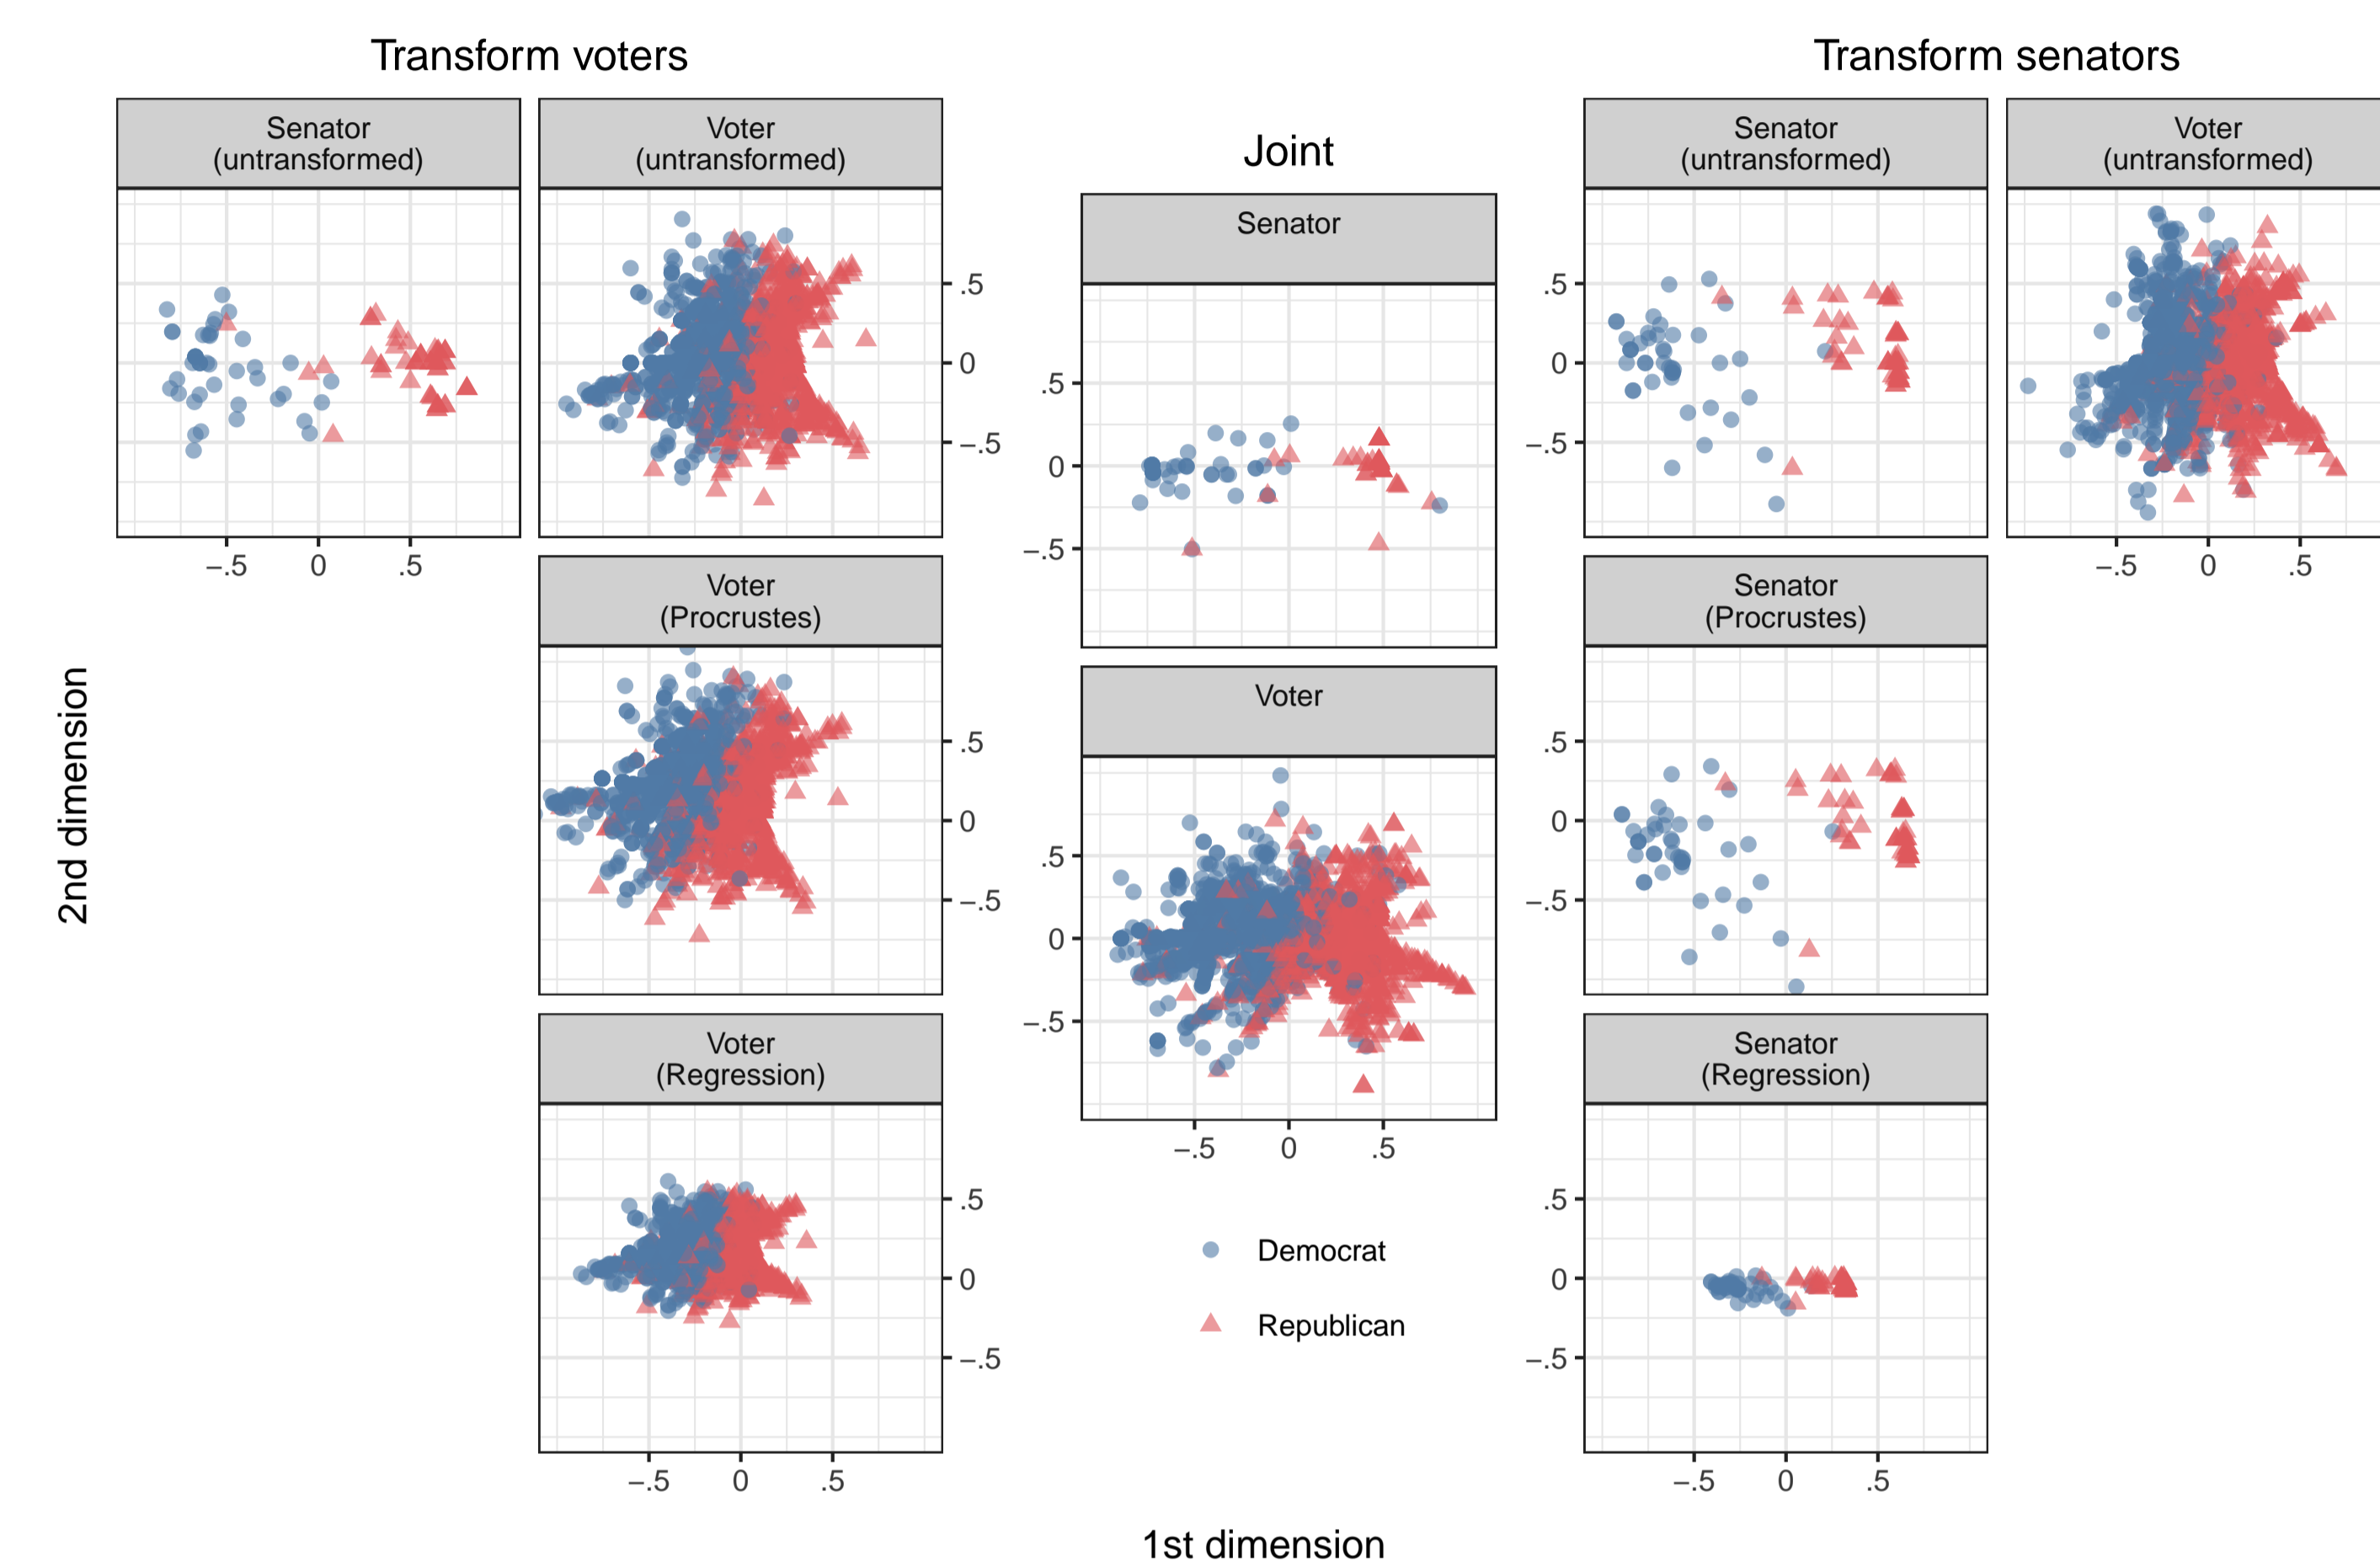 Transform voters
Transform senators
Joint
Senator
(untransformed)
Voter
(untransformed)
Senator
Senator
(untransformed)
Voter
(untransformed)
.5
0
−.5
.5
0
−.5
.5
0
−.5
−.5
0
.5
−.5
0
.5
Voter
(Procrustes)
Voter
Senator
(Procrustes)
2nd dimension
.5
0
−.5
.5
0
−.5
.5
0
−.5
Voter
(Regression)
−.5
0
.5
Senator
(Regression)
Democrat
Republican
.5
0
−.5
.5
0
−.5
−.5
0
.5
−.5
0
.5
1st dimension